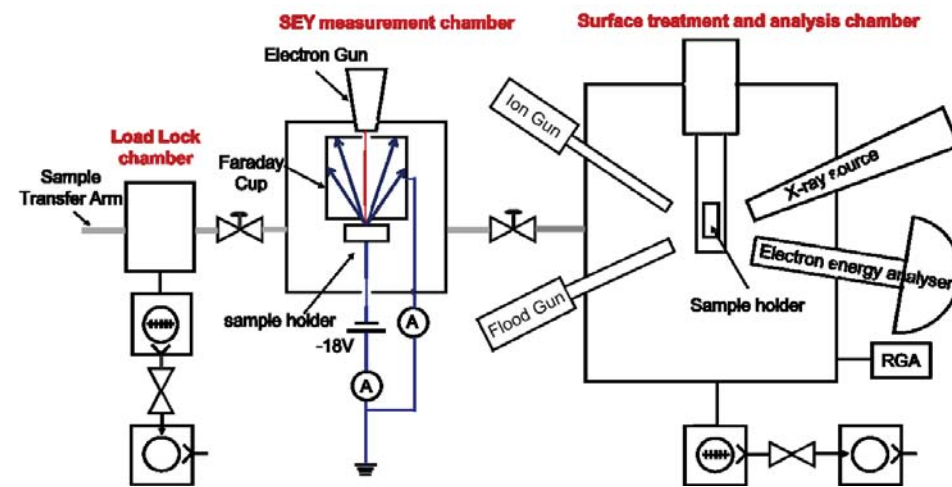 SEY measurement chamber
Surface treatment and analysis chamber
Electron Gun
Ion Gun
Load Lock
chamber
Faraday
Cup
X-ray source
Sample
Transfer Arm
Electron energy analyser
Sample holder
Flood Gun
sample holder
-18V
A
A
RGA